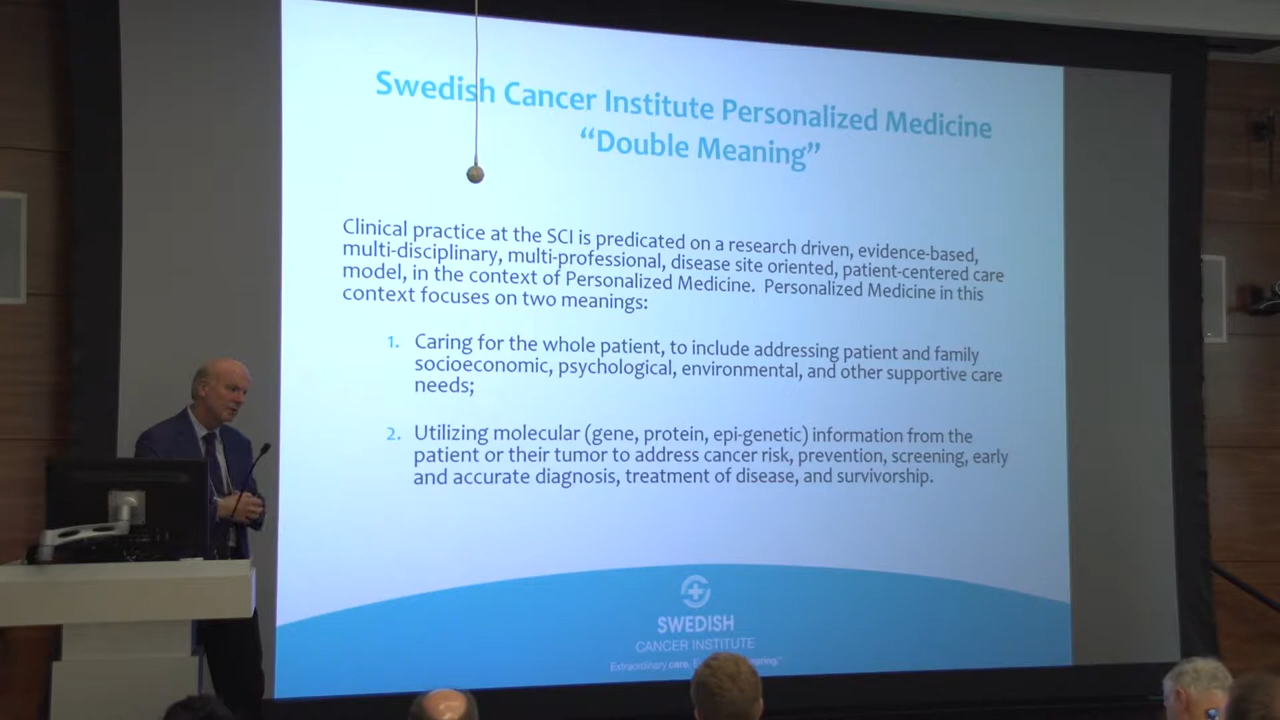 Swedish Cancer Institute Personalized Medicine
“Double Meaning”
Clinical practice at the SCI is predicated on a research driven, evidence-based,
multi-disciplinary, multi-professional, disease site oriented, patient-centered care
model, in the context of Personalized Medicine. Personalized Medicine in this
context focuses on two meanings:
1. Caring for the whole patient, to include addressing patient and family
socioeconomic, psychological, environmental, and other supportive care
needs;
2. Utilizing molecular (gene, protein, epi-genetic) information from the
patient or their tumor to address cancer risk, prevention, screening, early
and accurate diagnosis, treatment of disease, and survivorship.
SWEDISH
CANCER INSTITUTE
Extraordinary care.